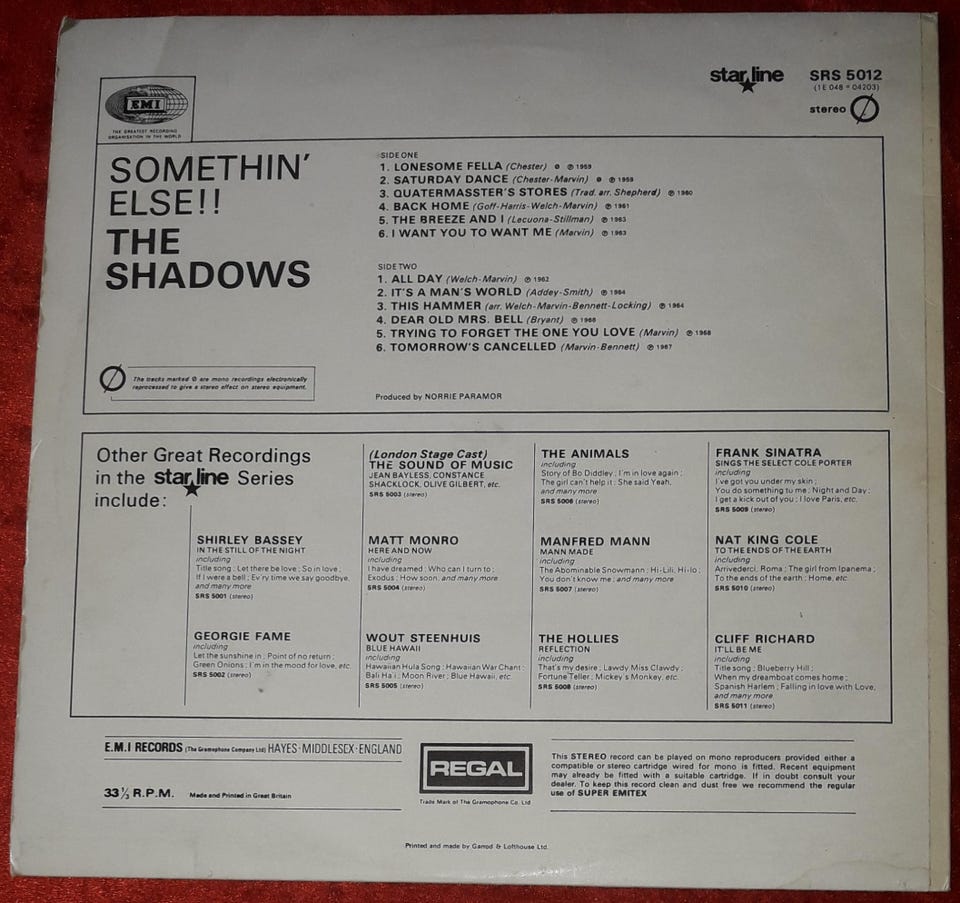 star line SRS 5012
(1E 048 = 04203)
stereo
EMI
THE GREATEST RECORDING
ORGANISATION IN THE WORLD
SOMETHIN'
ELSE!!
THE
SHADOWS
SIDE ONE
1. LONESOME FELLA (Chester) ℗ 1959
2. SATURDAY DANCE (Chester-Marvin) ℗ 1959
3. QUATERMASSTER'S STORES (Trad. arr. Shepherd) ℗ 1960
4. BACK HOME (Goff-Harris-Welch-Marvin) ℗ 1961
5. THE BREEZE AND I (Lecuona-Stillman) ℗ 1963
6. I WANT YOU TO WANT ME (Marvin) ℗ 1963
SIDE TWO
1. ALL DAY (Welch-Marvin) ℗ 1962
2. IT'S A MAN'S WORLD (Addey-Smith) ℗ 1964
3. THIS HAMMER (arr. Welch-Marvin-Bennett-Locking) ℗ 1964
4. DEAR OLD MRS. BELL (Bryant) ℗ 1968
5. TRYING TO FORGET THE ONE YOU LOVE (Marvin) ℗ 1968
6. TOMORROW'S CANCELLED (Marvin-Bennett) ℗ 1967
The tracks marked Ø are mono recordings electronically
reprocessed to give a stereo effect on stereo equipment.
Produced by NORRIE PARAMOR
Other Great Recordings
in the star line Series
include:
SHIRLEY BASSEY
IN THE STILL OF THE NIGHT
including
Title song ; Let there be love ; So in love ;
If I were a bell ; Ev'ry time we say goodbye,
and many more
SRS 5001 (stereo)
GEORGIE FAME
including
Let the sunshine in ; Point of no return ;
Green Onions ; I'm in the mood for love, etc.
SRS 5002 (stereo)
(London Stage Cast)
THE SOUND OF MUSIC
JEAN BAYLESS, CONSTANCE
SHACKLOCK, OLIVE GILBERT, etc.
SRS 5003 (stereo)
MATT MONRO
HERE AND NOW
including
I have dreamed ; Who can I turn to ;
Exodus ; How soon, and many more
SRS 5004 (stereo)
WOUT STEENHUIS
BLUE HAWAII
including
Hawaiian Hula Song ; Hawaiian War Chant ;
Bali Ha'i ; Moon River ; Blue Hawaii, etc.
SRS 5005 (stereo)
THE ANIMALS
including
Story of Bo Diddley ; I'm in love again ;
The girl can't help it ; She said Yeah,
and many more
SRS 5006 (stereo)
MANFRED MANN
MANN MADE
including
The Abominable Snowmann ; Hi-Lili, Hi-lo ;
You don't know me ; and many more
SRS 5007 (stereo)
THE HOLLIES
REFLECTION
including
That's my desire ; Lawdy Miss Clawdy ;
Fortune Teller ; Mickey's Monkey, etc.
SRS 5008 (stereo)
FRANK SINATRA
SINGS THE SELECT COLE PORTER
including
I've got you under my skin ;
You do something to me ; Night and Day ;
I get a kick out of you ; I love Paris, etc.
SRS 5009 (stereo)
NAT KING COLE
TO THE ENDS OF THE EARTH
including
Arrivederci, Roma ; The girl from Ipanema ;
To the ends of the earth ; Home, etc.
SRS 5010 (stereo)
CLIFF RICHARD
IT'LL BE ME
including
Title song ; Blueberry Hill ;
When my dreamboat comes home ;
Spanish Harlem ; Falling in love with Love,
and many more
SRS 5011 (stereo)
E.M.I RECORDS (The Gramophone Company Ltd) HAYES·MIDDLESEX·ENGLAND
33⅓ R.P.M. Made and Printed in Great Britain
REGAL
Trade Mark of The Gramophone Co. Ltd
This STEREO record can be played on mono reproducers provided either a
compatible or stereo cartridge wired for mono is fitted. Recent equipment
may already be fitted with a suitable cartridge. If in doubt consult your
dealer. To keep this record clean and dust free we recommend the regular
use of SUPER EMITEX
Printed and made by Garrod & Lofthouse Ltd.